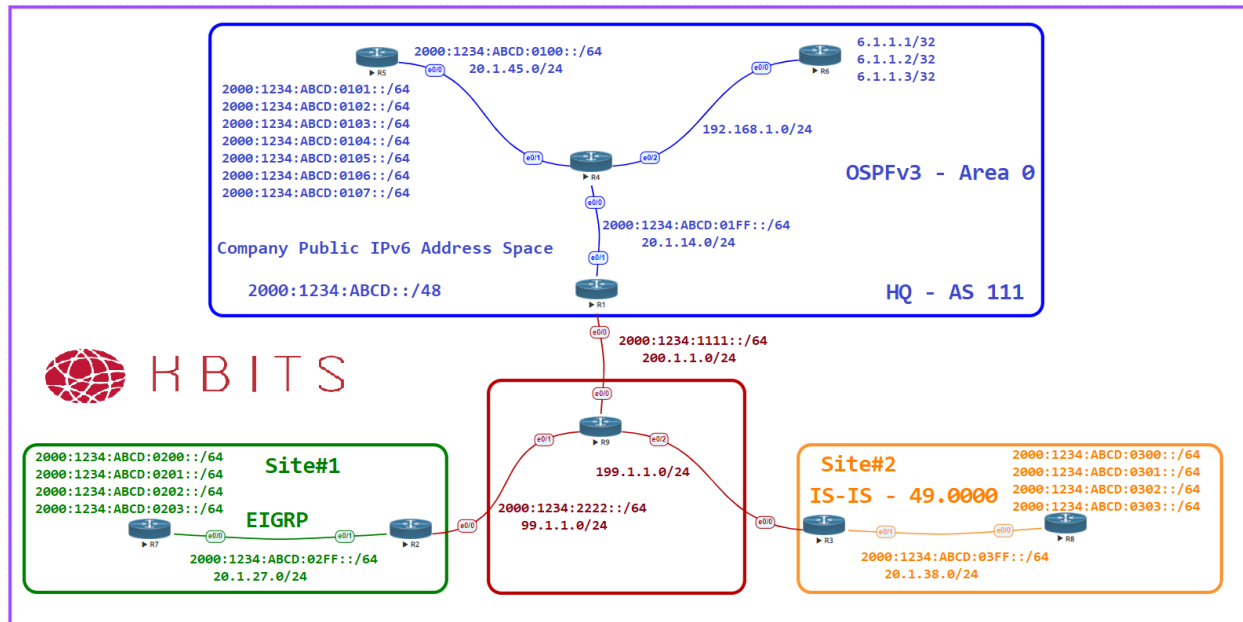 2000:1234:ABCD:0100::/64
20.1.45.0/24
e0/0
R5
2000:1234:ABCD:0101::/64
2000:1234:ABCD:0102::/64
2000:1234:ABCD:0103::/64
2000:1234:ABCD:0104::/64
2000:1234:ABCD:0105::/64
2000:1234:ABCD:0106::/64
2000:1234:ABCD:0107::/64
6.1.1.1/32
6.1.1.2/32
6.1.1.3/32
e0/0
R6
192.168.1.0/24
e0/1
e0/2
R4
OSPFv3 - Area 0
e0/0
2000:1234:ABCD:01FF::/64
20.1.14.0/24
Company Public IPv6 Address Space
2000:1234:ABCD::/48
e0/1
R1
HQ - AS 111
e0/0
2000:1234:1111::/64
200.1.1.0/24
KBITS
e0/0
R9
e0/1
e0/2
199.1.1.0/24
2000:1234:2222::/64
99.1.1.0/24
2000:1234:ABCD:0200::/64
2000:1234:ABCD:0201::/64
2000:1234:ABCD:0202::/64
2000:1234:ABCD:0203::/64
Site#1
EIGRP
R7
e0/0
e0/1
R2
e0/0
2000:1234:ABCD:02FF::/64
20.1.27.0/24
Site#2
IS-IS - 49.0000
2000:1234:ABCD:0300::/64
2000:1234:ABCD:0301::/64
2000:1234:ABCD:0302::/64
2000:1234:ABCD:0303::/64
e0/0
R3
e0/1
e0/0
R8
2000:1234:ABCD:03FF::/64
20.1.38.0/24